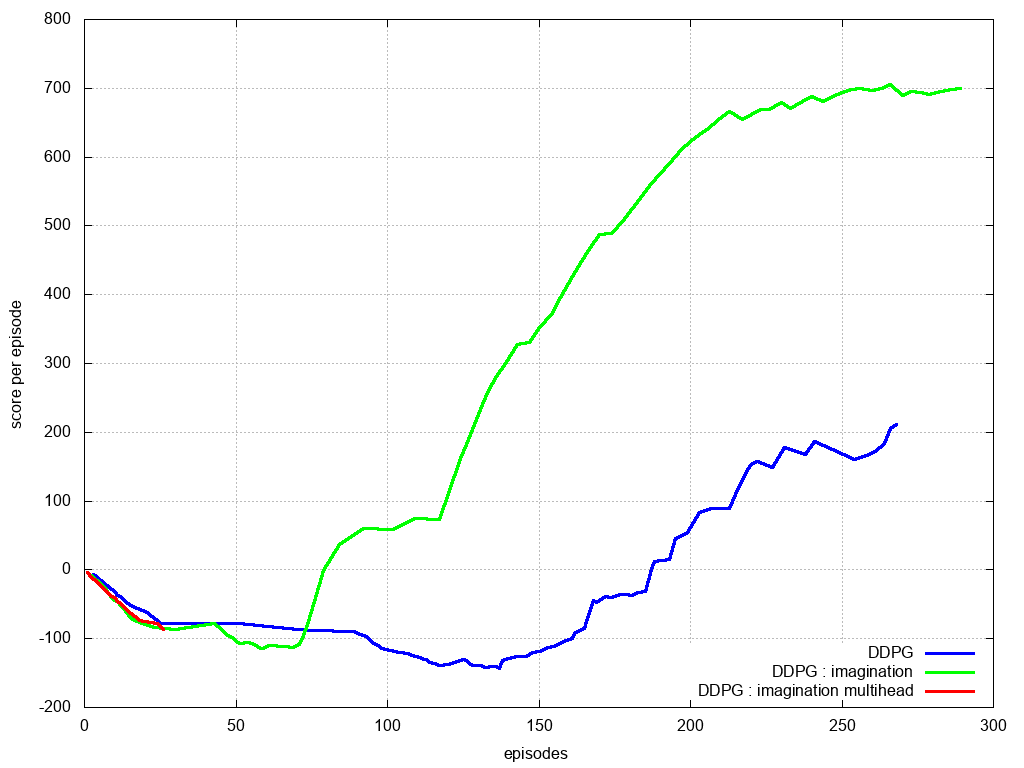 800
700
600
500
400
300
200
100
0
-100
-200
score per episode
0 50 100 150 200 250 300
episodes
DDPG
DDPG : imagination
DDPG : imagination multihead